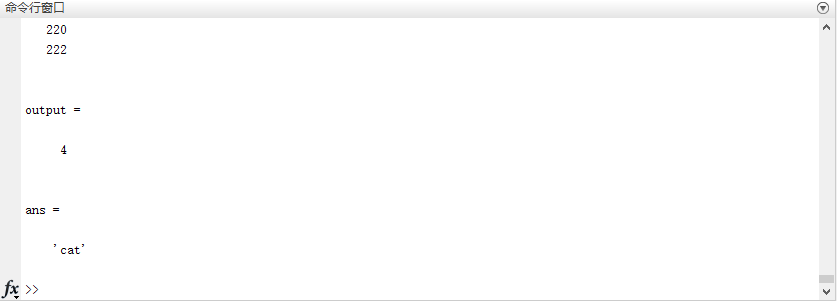 命令行窗口
220
222
output =
4
ans =
'cat'
fx >>